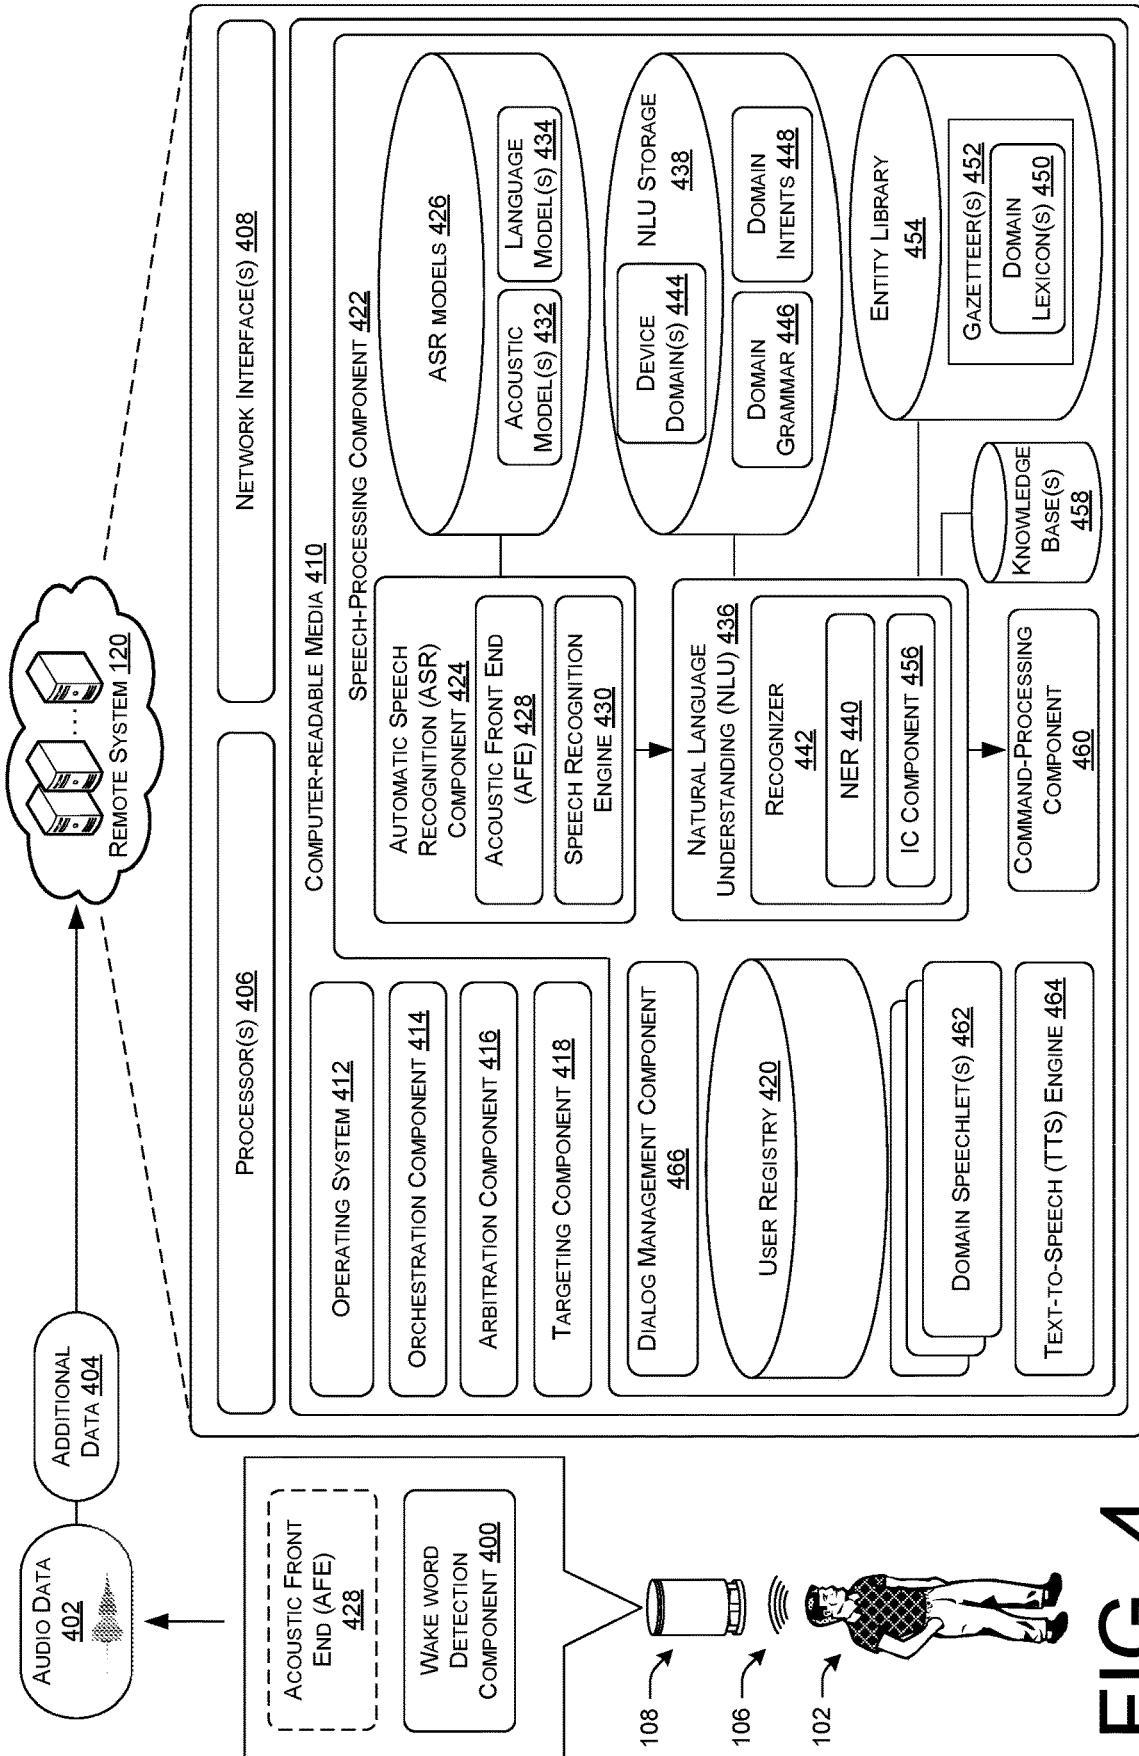 AUDIO DATA
402
ADDITIONAL
DATA 404
REMOTE SYSTEM 120
ACOUSTIC FRONT
END (AFE)
428
WAKE WORD
DETECTION
COMPONENT 400
108
106
102
PROCESSOR(S) 406
NETWORK INTERFACE(S) 408
COMPUTER-READABLE MEDIA 410
OPERATING SYSTEM 412
ORCHESTRATION COMPONENT 414
ARBITRATION COMPONENT 416
TARGETING COMPONENT 418
SPEECH-PROCESSING COMPONENT 422
AUTOMATIC SPEECH
RECOGNITION (ASR)
COMPONENT 424
ACOUSTIC FRONT END
(AFE) 428
SPEECH RECOGNITION
ENGINE 430
ASR MODELS 426
ACOUSTIC
MODEL(S) 432
LANGUAGE
MODEL(S) 434
DIALOG MANAGEMENT COMPONENT
466
USER REGISTRY 420
DOMAIN SPEECHLET(S) 462
TEXT-TO-SPEECH (TTS) ENGINE 464
NATURAL LANGUAGE
UNDERSTANDING (NLU) 436
RECOGNIZER
442
NER 440
IC COMPONENT 456
NLU STORAGE
438
DEVICE
DOMAIN(S) 444
DOMAIN
GRAMMAR 446
DOMAIN
INTENTS 448
ENTITY LIBRARY
454
GAZETTEER(S) 452
DOMAIN
LEXICON(S) 450
KNOWLEDGE
BASE(S)
458
COMMAND-PROCESSING
COMPONENT
460
FIG. 4